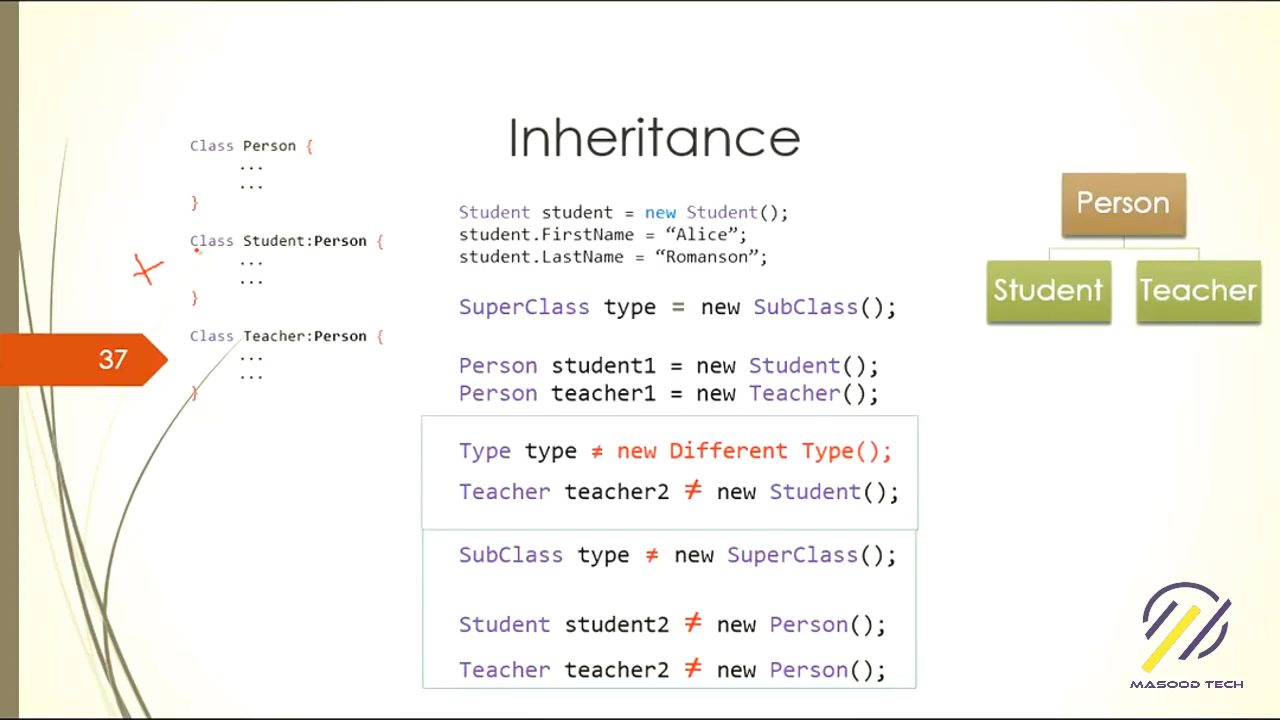 Inheritance
Class Person {
...
...
}
Class Student:Person {
...
...
}
Class Teacher:Person {
...
...
}
37
Student student = new Student();
student.FirstName = “Alice”;
student.LastName = “Romanson”;
SuperClass type = new SubClass();
Person student1 = new Student();
Person teacher1 = new Teacher();
Type type ≠ new Different Type();
Teacher teacher2 ≠ new Student();
SubClass type ≠ new SuperClass();
Student student2 ≠ new Person();
Teacher teacher2 ≠ new Person();
Person
Student Teacher
MASOOD TECH